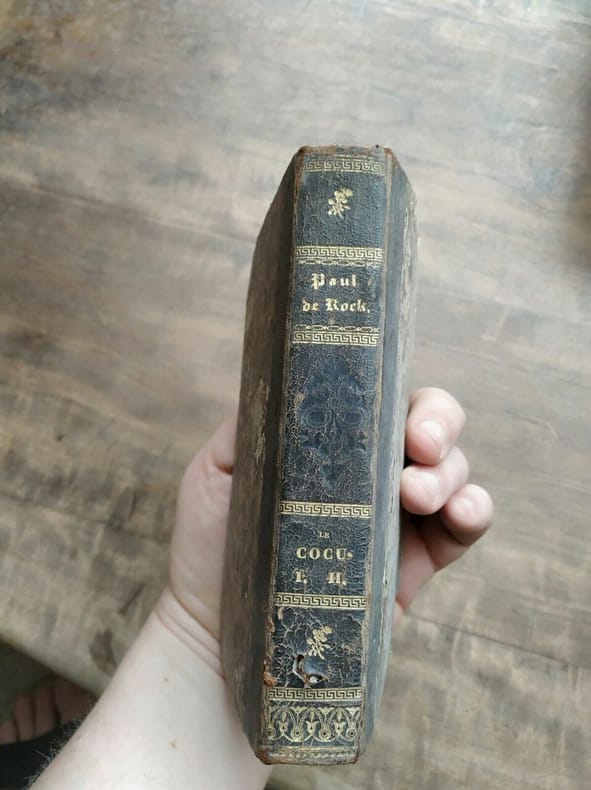 Paul
de Kock.
LE
COCU.
I. II.